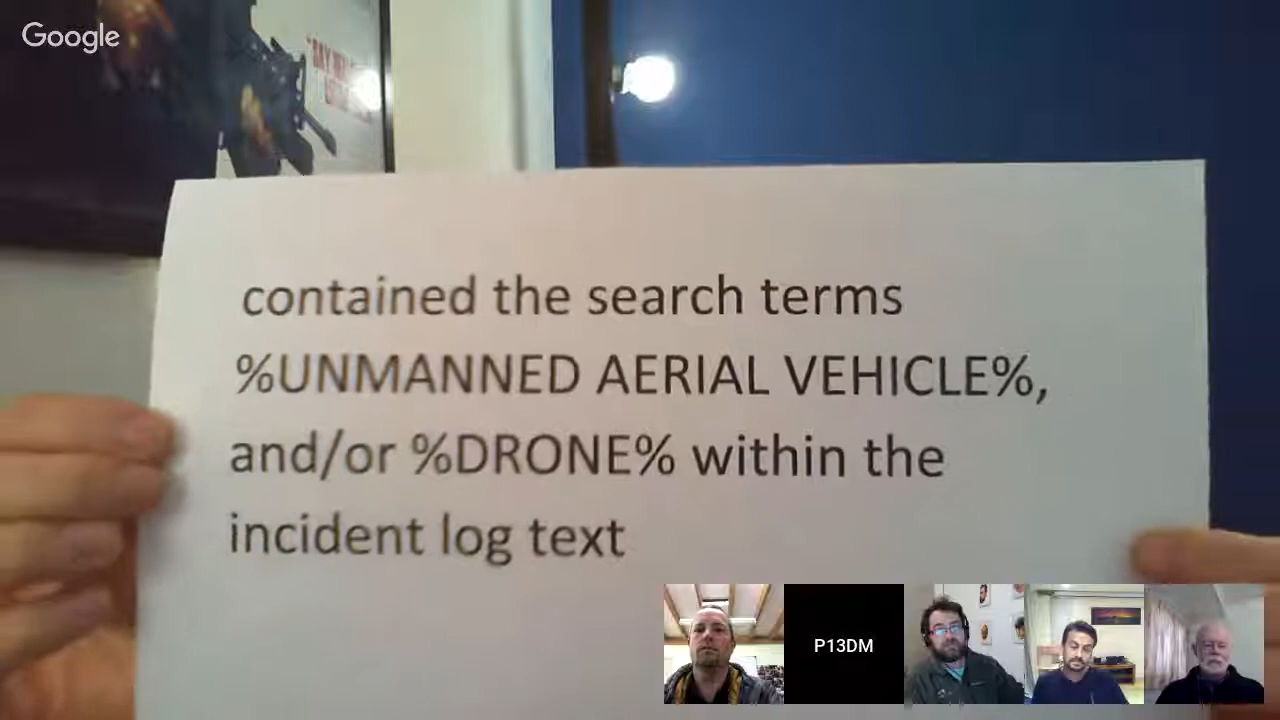 Google
contained the search terms
%UNMANNED AERIAL VEHICLE%,
and/or %DRONE% within the
incident log text
P13DM